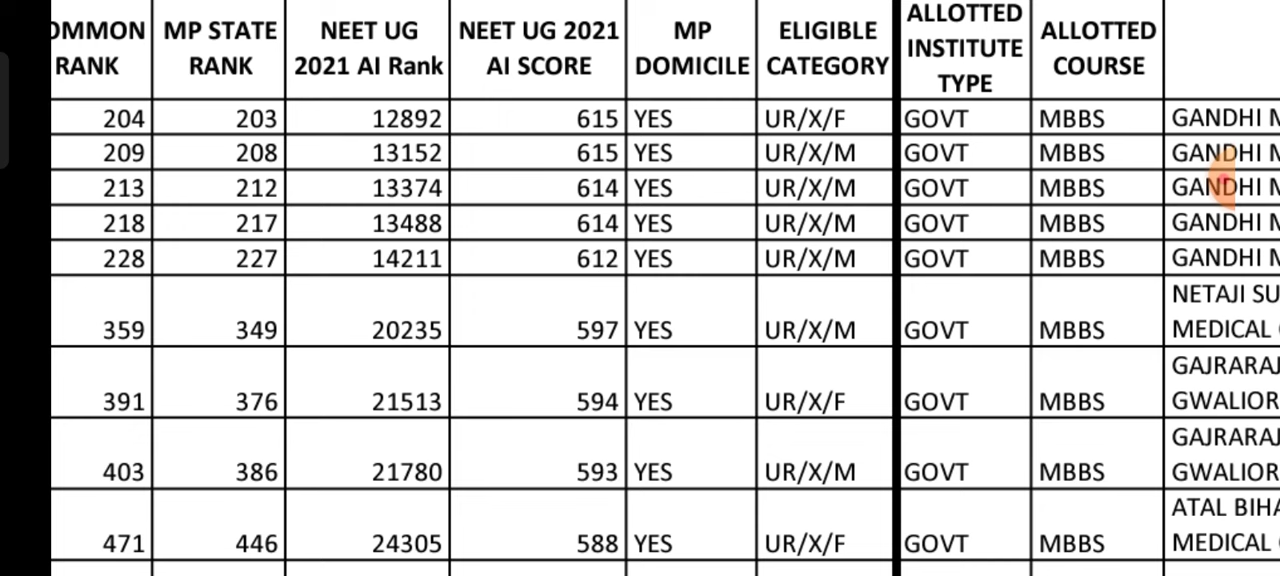 MP STATE NEET UG NEET UG 2021 MP ELIGIBLE ALLOTTED INSTITUTE TYPE ALLOTTED
RANK RANK 2021 AI Rank AI SCORE DOMICILE CATEGORY COURSE
204 203 12892 615 YES UR/X/F GOVT MBBS GANDHI
209 208 13152 615 YES UR/X/M GOVT MBBS GANDHI
213 212 13374 614 YES UR/X/M GOVT MBBS GANDHI
218 217 13488 614 YES UR/X/M GOVT MBBS GANDHI
228 227 14211 612 YES UR/X/M GOVT MBBS GANDHI
NETAJI
359 349 20235 597 YES UR/X/M GOVT MBBS MEDICAL
391 376 21513 594 YES UR/X/F GOVT MBBS GWALIOR
403 386 21780 593 YES UR/X/M GOVT MBBS GWALIOR
ATAL
471 446 24305 588 YES UR/X/F GOVT MBBS MEDICAL